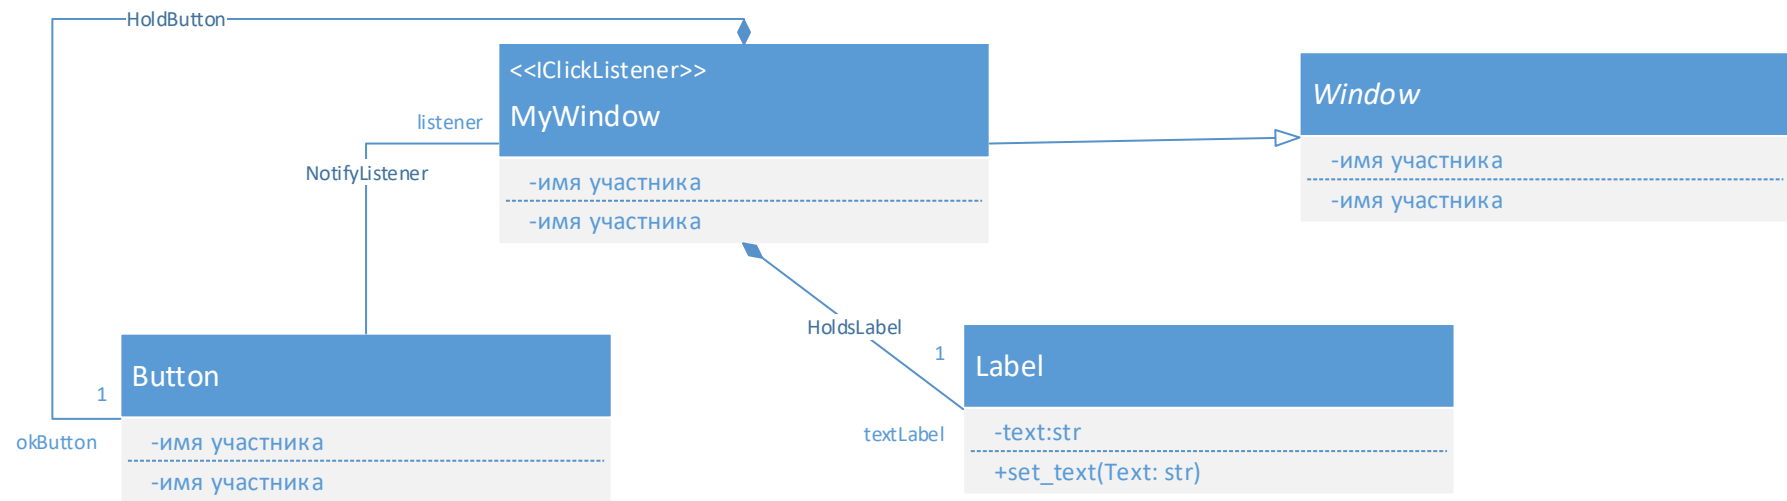 HoldButton
<<IClickListener>>
MyWindow
-имя участника
-имя участника
Window
-имя участника
-имя участника
listener
NotifyListener
HoldsLabel
1
textLabel
Label
-text:str
+set_text(Text: str)
Button
-имя участника
-имя участника
1
okButton